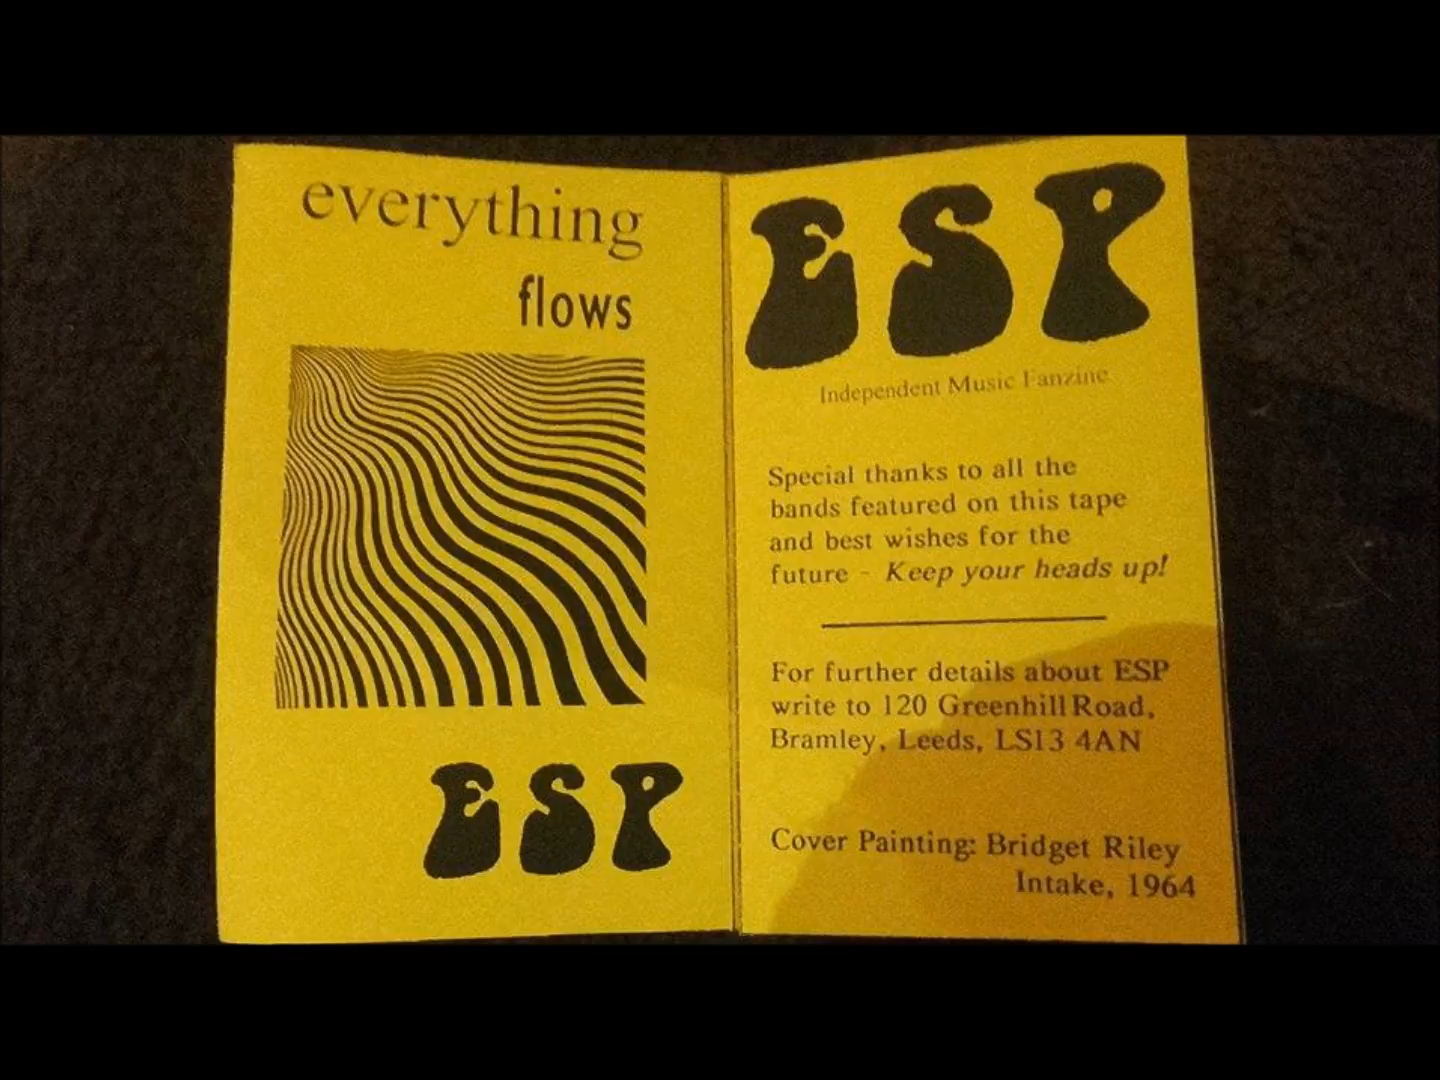 everything
flows
ESP
ESP
Independent Music Fanzine
Special thanks to all the
bands featured on this tape
and best wishes for the
future - Keep your heads up!
For further details about ESP
write to 120 Greenhill Road,
Bramley, Leeds, LS13 4AN
Cover Painting: Bridget Riley
Intake, 1964